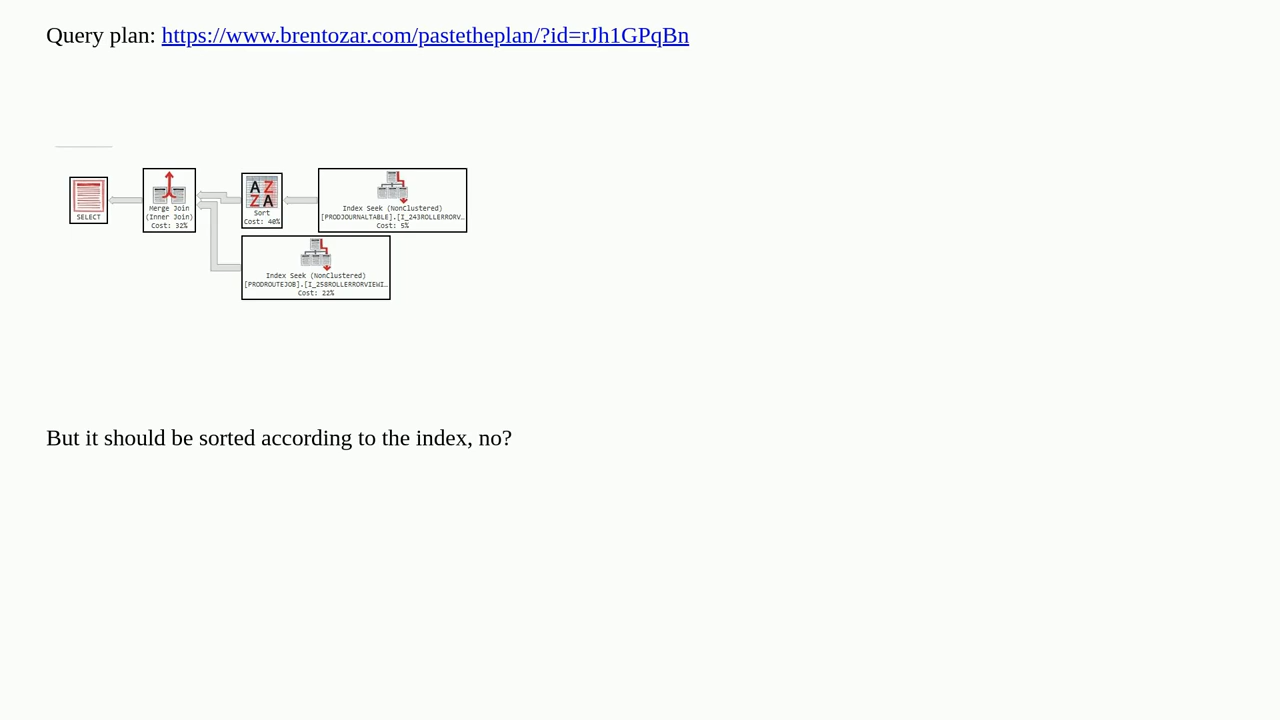 Query plan: https://www.brentozar.com/pastetheplan/?id=rJh1GPqBn
SELECT
Merge Join
(Inner Join)
Cost: 32%
Sort
Cost: 40%
Index Seek (NonClustered)
[PRODJOURNALTABLE].[I_243ROLLERRORV…
Cost: 5%
Index Seek (NonClustered)
[PRODROUTEJOB].[I_258ROLLERRORVIEWI…
Cost: 22%
But it should be sorted according to the index, no?